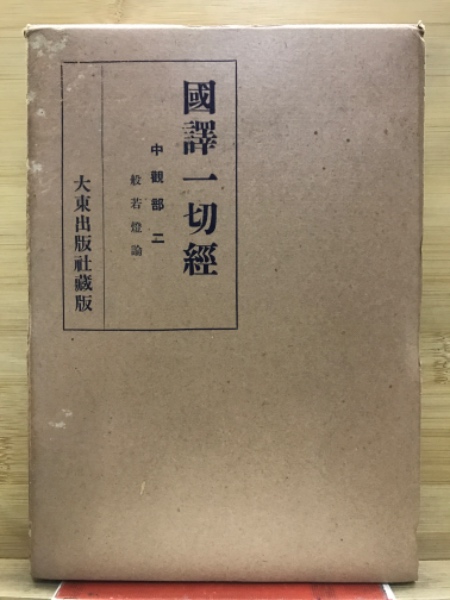 國譯一切經
中觀部 二
般若燈論
大東出版社藏版